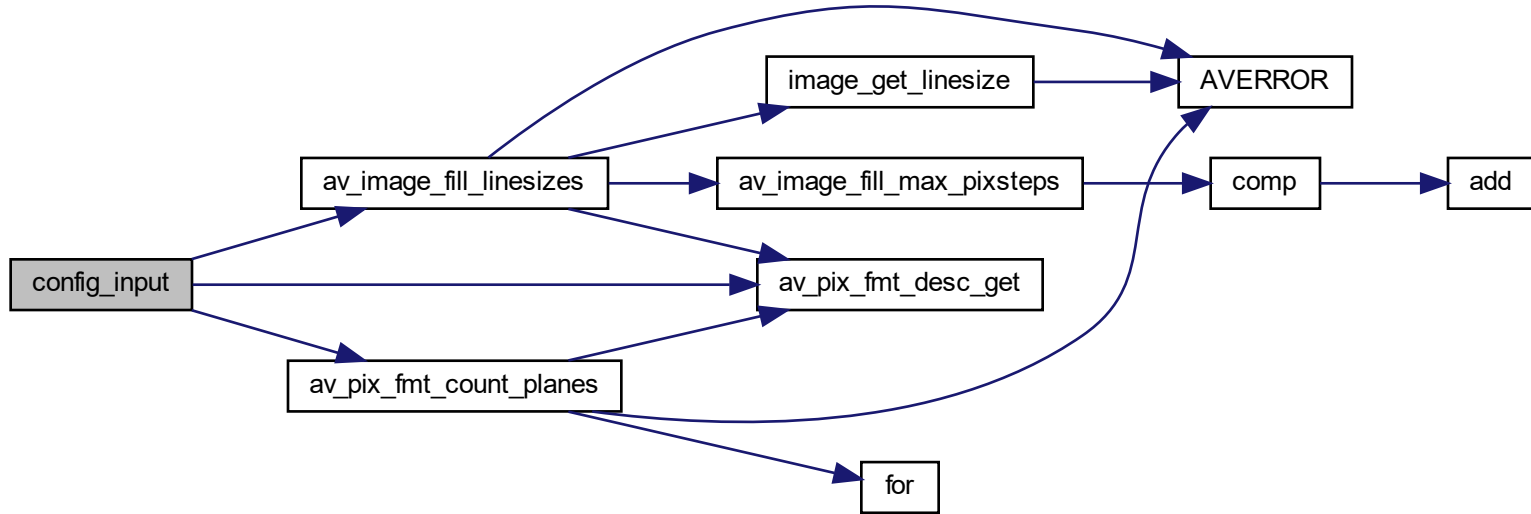 image_get_linesize
AVERROR
av_image_fill_linesizes
av_image_fill_max_pixsteps
comp
add
config_input
av_pix_fmt_desc_get
av_pix_fmt_count_planes
for